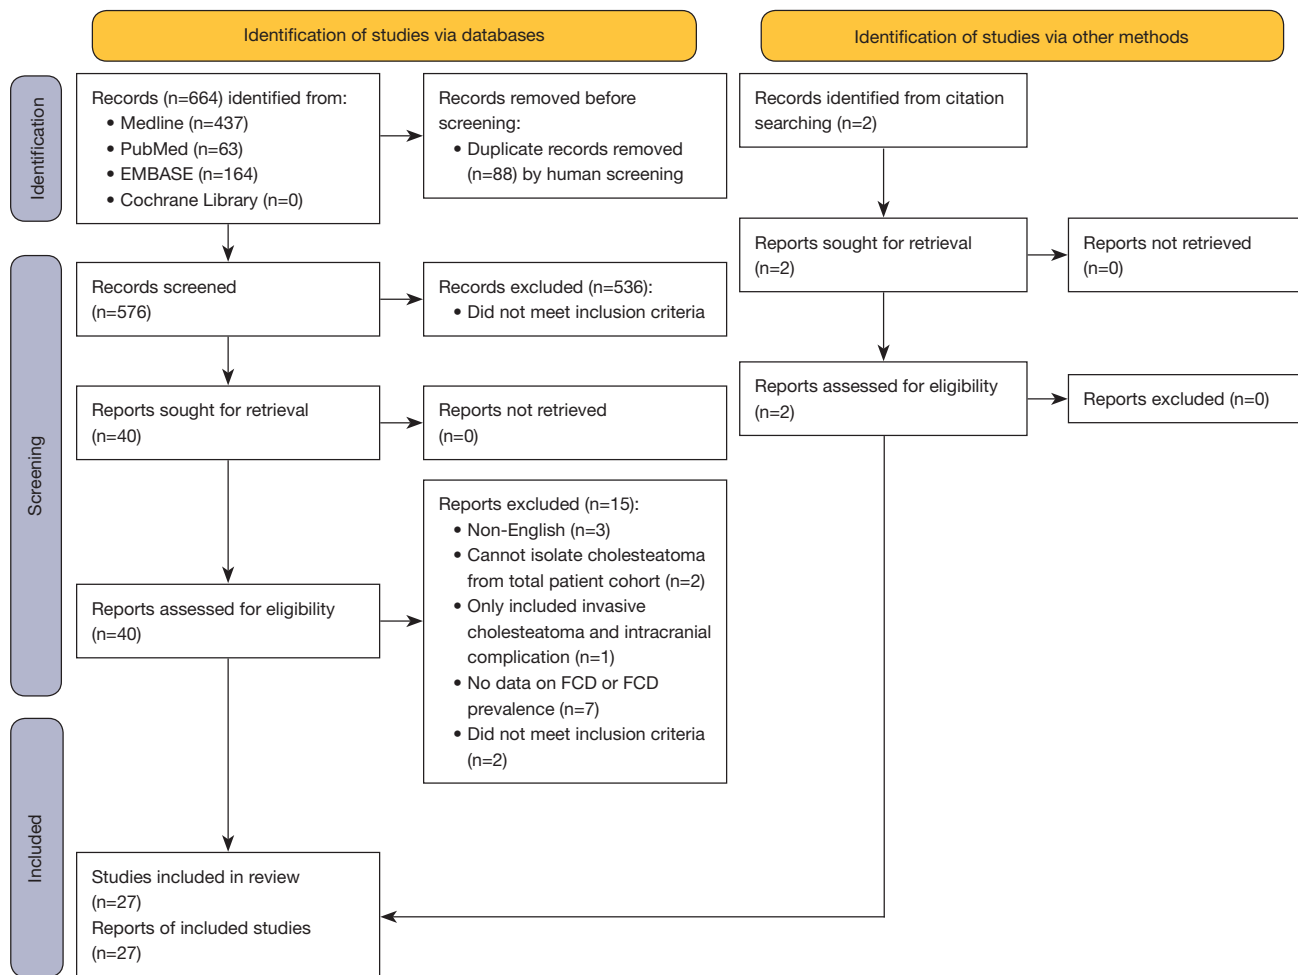 Identification of studies via databases
Identification of studies via other methods
Identification
Records (n=664) identified from:
• Medline (n=437)
• PubMed (n=63)
• EMBASE (n=164)
• Cochrane Library (n=0)
Records removed before
screening:
• Duplicate records removed
(n=88) by human screening
Records identified from citation
searching (n=2)
Reports sought for retrieval
(n=2)
Reports not retrieved
(n=0)
Screening
Records screened
(n=576)
Records excluded (n=536):
• Did not meet inclusion criteria
Reports sought for retrieval
(n=40)
Reports not retrieved
(n=0)
Reports assessed for eligibility
(n=2)
Reports excluded (n=0)
Reports assessed for eligibility
(n=40)
Reports excluded (n=15):
• Non-English (n=3)
• Cannot isolate cholesteatoma
from total patient cohort (n=2)
• Only included invasive
cholesteatoma and intracranial
complication (n=1)
• No data on FCD or FCD
prevalence (n=7)
• Did not meet inclusion criteria
(n=2)
Included
Studies included in review
(n=27)
Reports of included studies
(n=27)